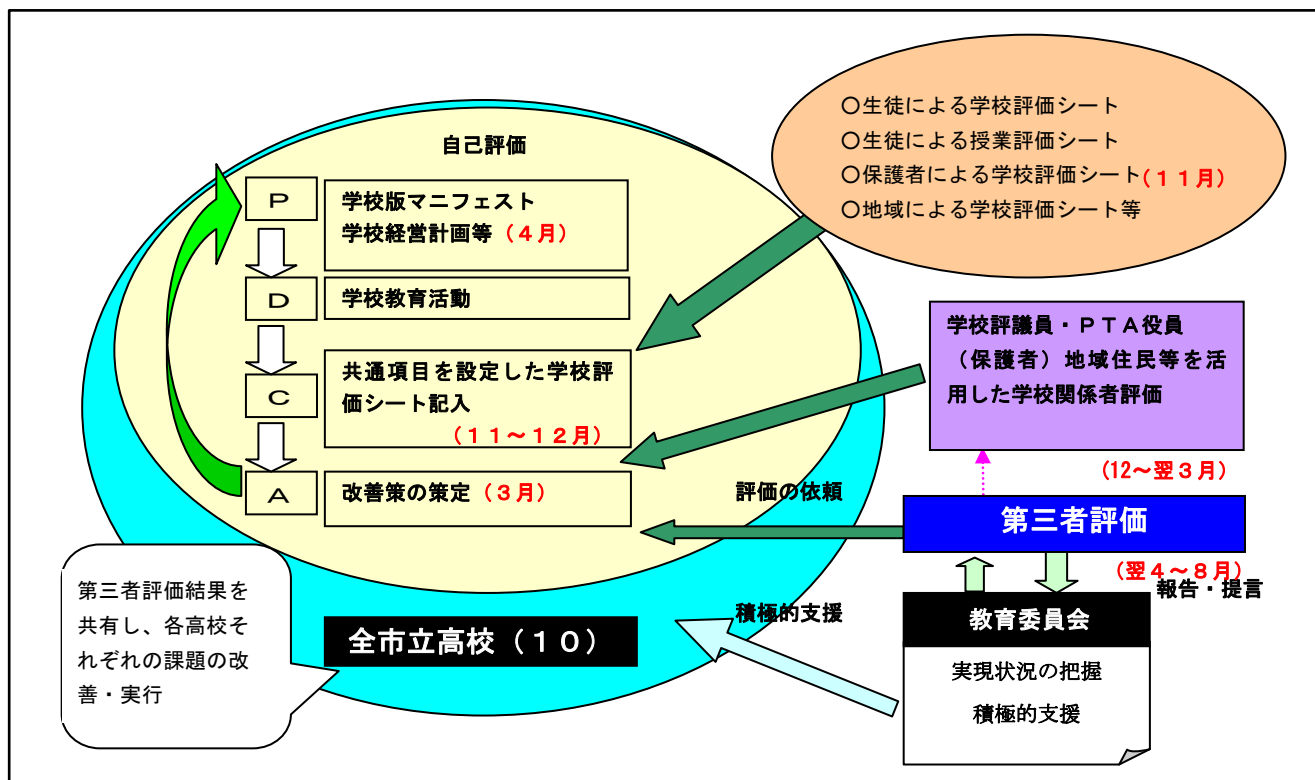 自己評価
P
学校版マニフェスト
学校経営計画等（４月）
D
学校教育活動
C
共通項目を設定した学校評
価シート記入
（１１～１２月）
A
改善策の策定（３月）
〇生徒による学校評価シート
〇生徒による授業評価シート
〇保護者による学校評価シート（１１月）
〇地域による学校評価シート等
学校評議員・ＰＴＡ役員
（保護者）地域住民等を活
用した学校関係者評価
（12～翌３月）
評価の依頼
第三者評価
（翌４～８月）
報告・提言
教育委員会
実現状況の把握
積極的支援
積極的支援
全市立高校（１０）
第三者評価結果を
共有し、各高校そ
れぞれの課題の改
善・実行